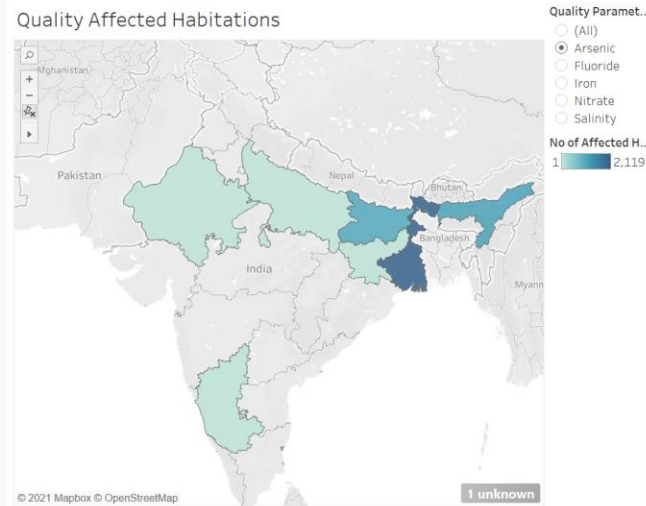 Quality Affected Habitations
Quality Paramet..
(All)
Arsenic
Fluoride
Iron
Nitrate
Salinity
No of Affected H..
1 2,119
Afghanistan
Pakistan
Nepal
Bhutan
Bangladesh
India
Myann
© 2021 Mapbox © OpenStreetMap
1 unknown